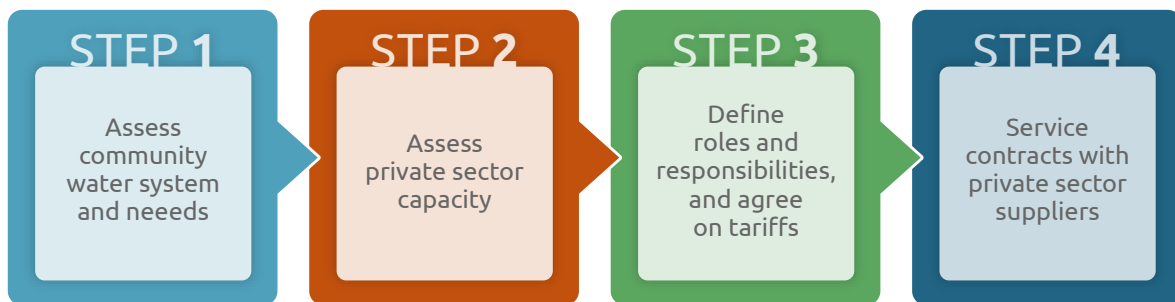 STEP 1
Assess
community
water system
and neeeds
STEP 2
Assess
private sector
capacity
STEP 3
Define
roles and
responsibilities,
and agree
on tariffs
STEP 4
Service
contracts with
private sector
suppliers